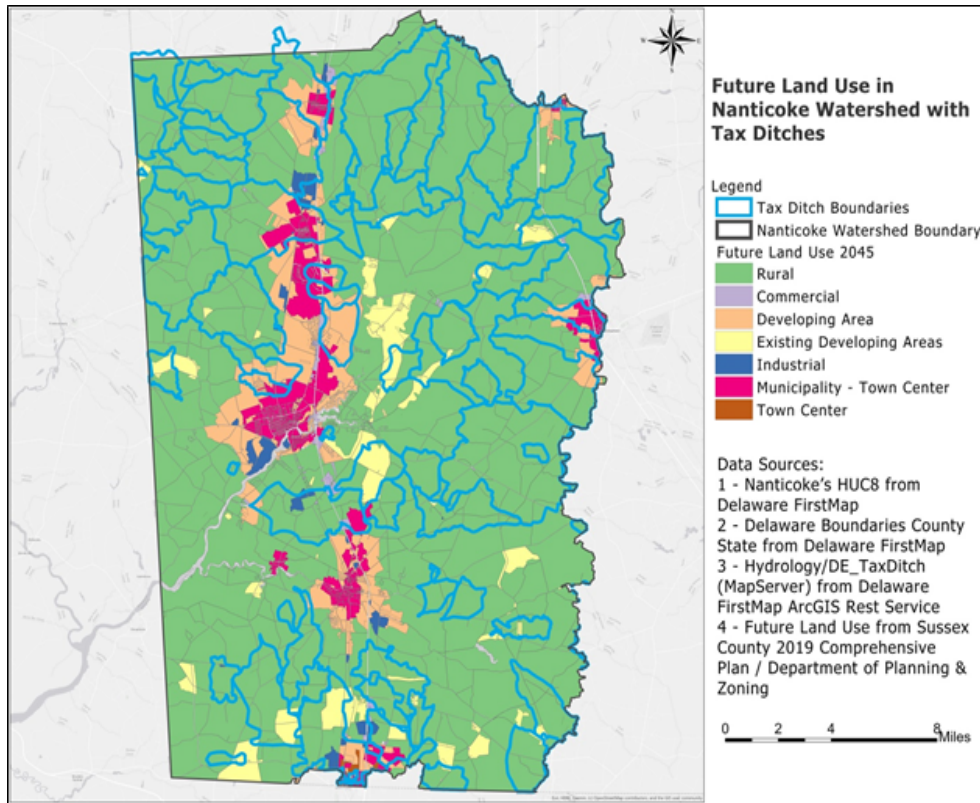 N
W E
S
Future Land Use in
Nanticoke Watershed with
Tax Ditches
Legend
Tax Ditch Boundaries
Nanticoke Watershed Boundary
Future Land Use 2045
Rural
Commercial
Developing Area
Existing Developing Areas
Industrial
Municipality - Town Center
Town Center
Data Sources:
1 - Nanticoke's HUC8 from
Delaware FirstMap
2 - Delaware Boundaries County
State from Delaware FirstMap
3 - Hydrology/DE_TaxDitch
(MapServer) from Delaware
FirstMap ArcGIS Rest Service
4 - Future Land Use from Sussex
County 2019 Comprehensive
Plan / Department of Planning &
Zoning
0 2 4 8
Miles